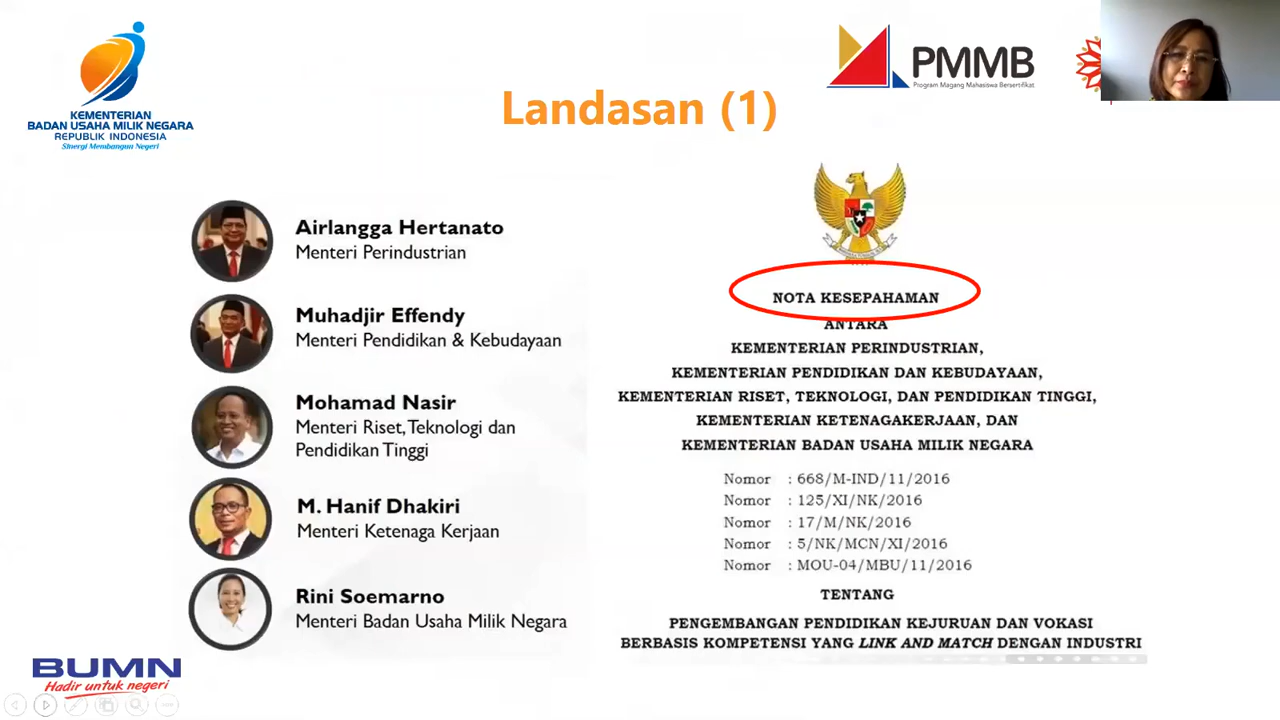 KEMENTERIAN
BADAN USAHA MILIK NEGARA
REPUBLIK INDONESIA
Sinergi Membangun Negeri
PMMB
Program Magang Mahasiswa Bersertifikat
Landasan (1)
Airlangga Hertanato
Menteri Perindustrian
Muhadjir Effendy
Menteri Pendidikan & Kebudayaan
Mohamad Nasir
Menteri Riset, Teknologi dan
Pendidikan Tinggi
M. Hanif Dhakiri
Menteri Ketenaga Kerjaan
Rini Soemarno
Menteri Badan Usaha Milik Negara
NOTA KESEPAHAMAN
ANTARA
KEMENTERIAN PERINDUSTRIAN,
KEMENTERIAN PENDIDIKAN DAN KEBUDAYAAN,
KEMENTERIAN RISET, TEKNOLOGI, DAN PENDIDIKAN TINGGI,
KEMENTERIAN KETENAGAKERJAAN, DAN
KEMENTERIAN BADAN USAHA MILIK NEGARA
Nomor : 668/M-IND/11/2016
Nomor : 125/XI/NK/2016
Nomor : 17/M/NK/2016
Nomor : 5/NK/MCN/XI/2016
Nomor : MOU-04/MBU/11/2016
TENTANG
PENGEMBANGAN PENDIDIKAN KEJURUAN DAN VOKASI
BERBASIS KOMPETENSI YANG LINK AND MATCH DENGAN INDUSTRI
BUMN
Hadir untuk negeri